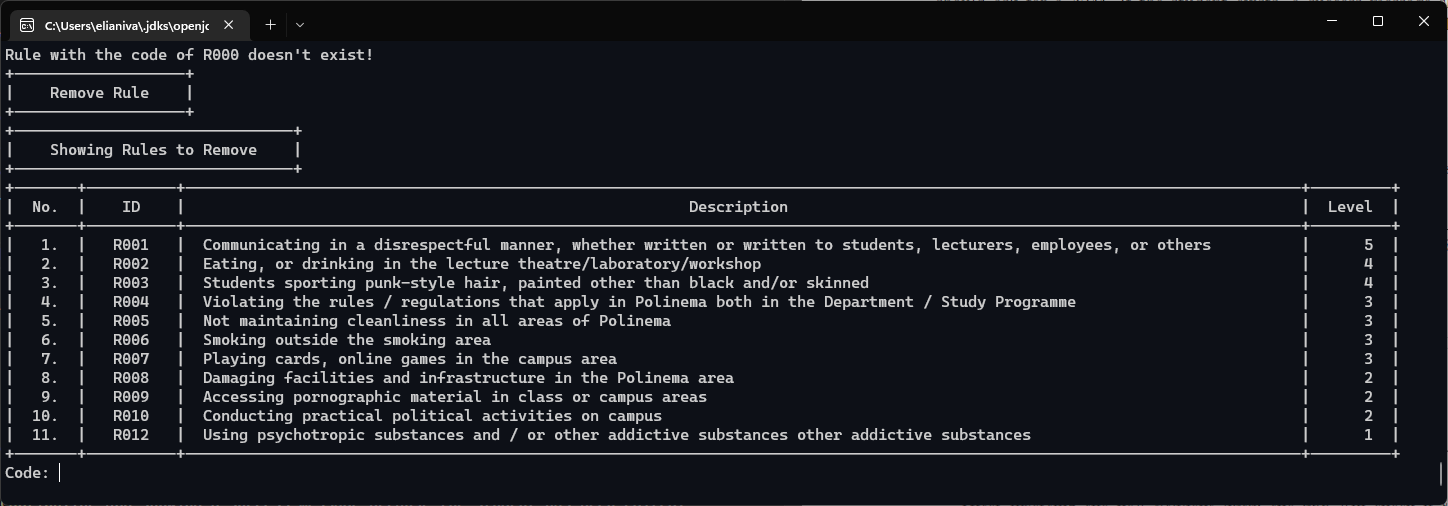 C:\Users\elianiva\.jdks\openjc
Rule with the code of R000 doesn't exist!
Remove Rule
Showing Rules to Remove
No. | ID | Description | Level
1. | R001 | Communicating in a disrespectful manner, whether written or written to students, lecturers, employees, or others | 5
2. | R002 | Eating, or drinking in the lecture theatre/laboratory/workshop | 4
3. | R003 | Students sporting punk-style hair, painted other than black and/or skinned | 4
4. | R004 | Violating the rules / regulations that apply in Polinema both in the Department / Study Programme | 3
5. | R005 | Not maintaining cleanliness in all areas of Polinema | 3
6. | R006 | Smoking outside the smoking area | 3
7. | R007 | Playing cards, online games in the campus area | 3
8. | R008 | Damaging facilities and infrastructure in the Polinema area | 2
9. | R009 | Accessing pornographic material in class or campus areas | 2
10. | R010 | Conducting practical political activities on campus | 2
11. | R012 | Using psychotropic substances and / or other addictive substances other addictive substances | 1
Code: